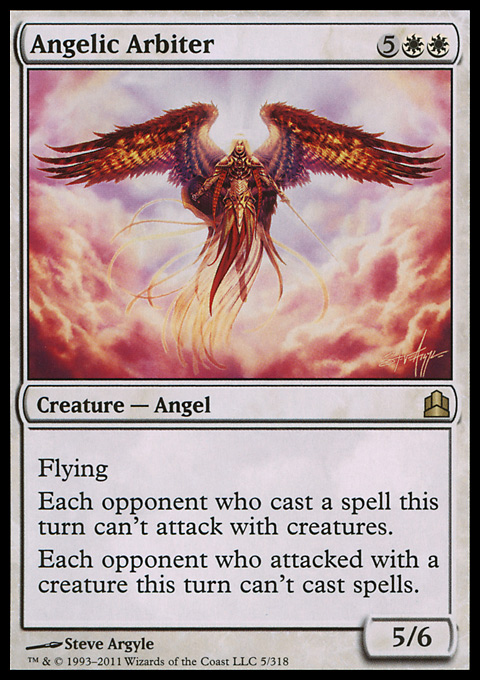 Angelic Arbiter 5
Creature — Angel
Flying
Each opponent who cast a spell this
turn can't attack with creatures.
Each opponent who attacked with a
creature this turn can't cast spells.
Steve Argyle
5/6
™ & © 1993–2011 Wizards of the Coast LLC 5/318